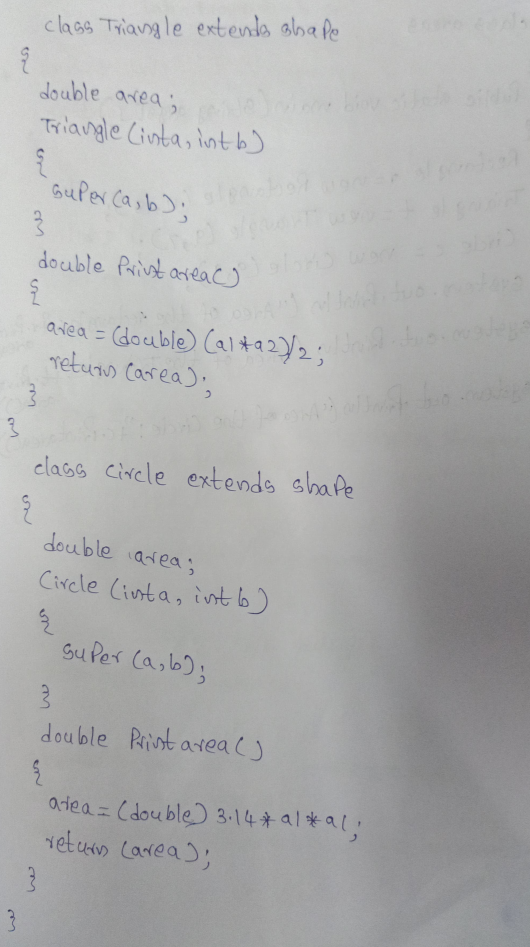 class Triangle extends shape
{
double area;
Triangle (int a, int b)
{
super (a,b);
}
double Print area()
{
area = (double) (a1*a2)/2;
return (area);
}
}
class circle extends shape
{
double area;
Circle (int a, int b)
{
super (a,b);
}
double Print area()
{
area = (double) 3.14 * a1 * a1;
return (area);
}
}